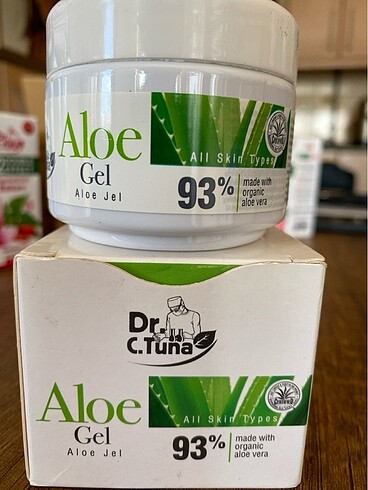 Aloe
Gel
Aloe Jel
All Skin Types
93%
made with
organic
aloe vera
Dr.
C.Tuna
Aloe
Gel
Aloe Jel
All Skin Types
93%
made with
organic
aloe vera